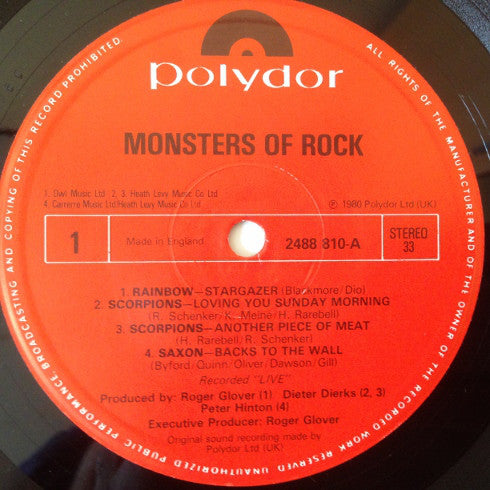 polydor
MONSTERS OF ROCK
1. Owl Music Ltd 2, 3. Heath Levy Music Co Ltd
4. Carrerre Music Ltd/Heath Levy Music Co Ltd
℗ 1980 Polydor Ltd (UK)
1
Made in England
2488 810-A
STEREO
33
1. RAINBOW—STARGAZER (Blackmore/Dio)
2. SCORPIONS—LOVING YOU SUNDAY MORNING
(R. Schenker/K. Meine/H. Rarebell)
3. SCORPIONS—ANOTHER PIECE OF MEAT
(H. Rarebell/R. Schenker)
4. SAXON—BACKS TO THE WALL
(Byford/Quinn/Oliver/Dawson/Gill)
Recorded "LIVE"
Produced by: Roger Glover (1) Dieter Dierks (2, 3)
Peter Hinton (4)
Executive Producer: Roger Glover
Original sound recording made by
Polydor Ltd (UK)
ALL RIGHTS OF THE MANUFACTURER AND OF THE OWNER OF THE RECORDED WORK RESERVED UNAUTHORIZED PUBLIC PERFORMANCE BROADCASTING AND COPYING OF THIS RECORD PROHIBITED.